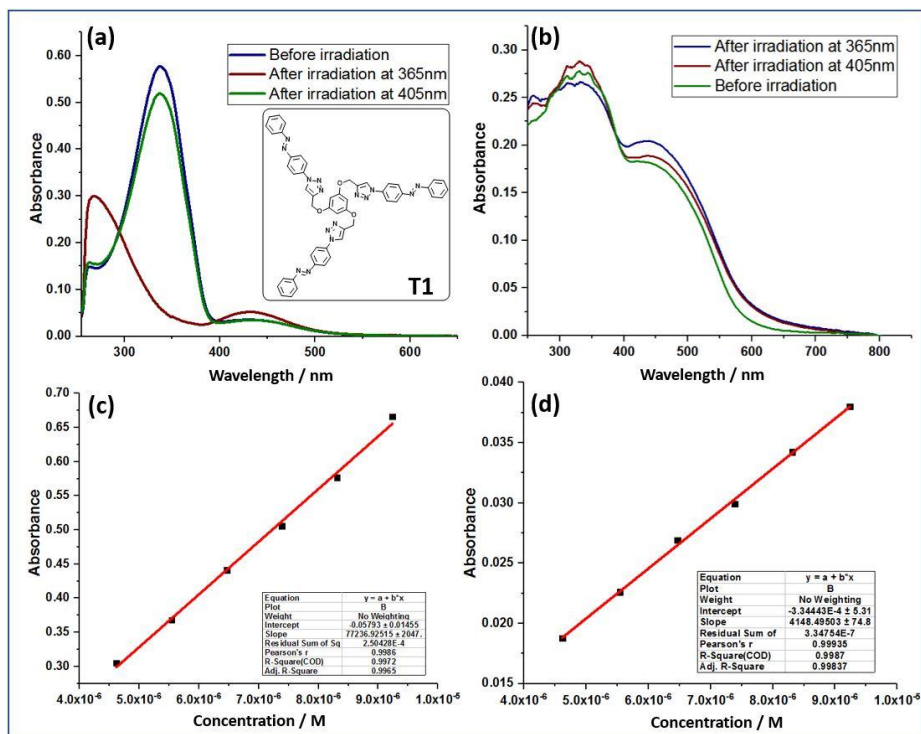 (a)
Before irradiation
After irradiation at 365nm
After irradiation at 405nm
0.60
0.50
0.40
0.30
0.20
0.10
0.00
Absorbance
300
400
500
600
Wavelength / nm
T1
(b)
After irradiation at 365nm
After irradiation at 405nm
Before irradiation
0.30
0.25
0.20
0.15
0.10
0.05
0.00
Absorbance
300
400
500
600
700
800
Wavelength / nm
(c)
0.70
0.65
0.60
0.55
0.50
0.45
0.40
0.35
0.30
Absorbance
Equation y = a + b*x
Plot B
Weight No Weighting
Intercept -0.05793 ± 0.01455
Slope 77236.92515 ± 2047.
Residual Sum of Sq 2.50428E-4
Pearson's r 0.9986
R-Square(COD) 0.9972
Adj. R-Square 0.9965
4.0x10⁻⁶ 5.0x10⁻⁶ 6.0x10⁻⁶ 7.0x10⁻⁶ 8.0x10⁻⁶ 9.0x10⁻⁶ 1.0x10⁻⁵
Concentration / M
(d)
0.040
0.035
0.030
0.025
0.020
0.015
Absorbance
Equation y = a + b*x
Plot B
Weight No Weighting
Intercept -3.34443E-4 ± 5.31
Slope 4148.49503 ± 74.8
Residual Sum of 3.34754E-7
Pearson's r 0.99935
R-Square(COD) 0.9987
Adj. R-Square 0.99837
4.0x10⁻⁶ 5.0x10⁻⁶ 6.0x10⁻⁶ 7.0x10⁻⁶ 8.0x10⁻⁶ 9.0x10⁻⁶ 1.0x10⁻⁵
Concentration / M